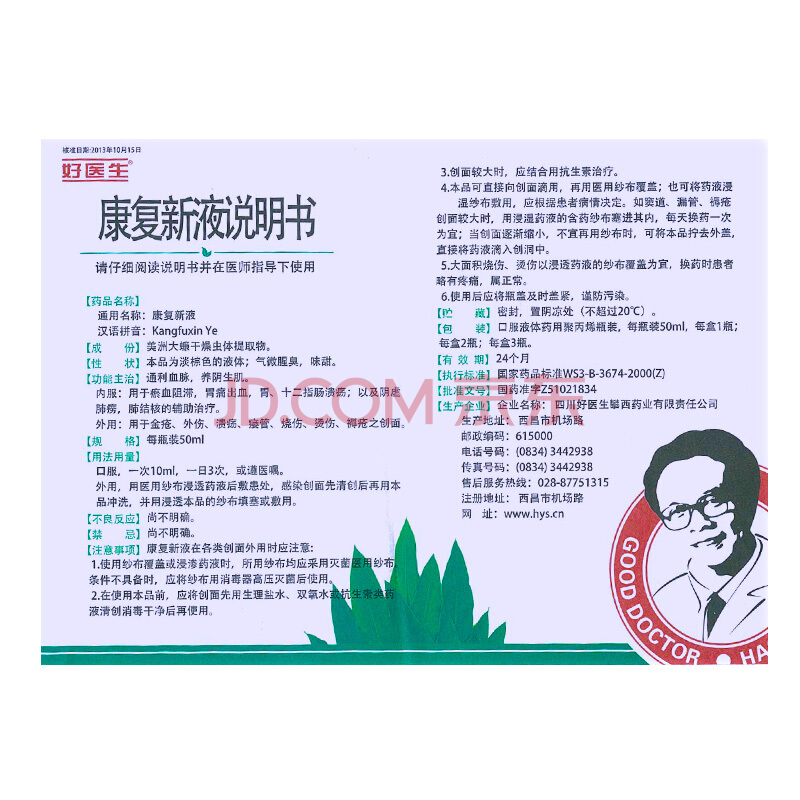 核准日期:2013年10月15日
好医生®
康复新液说明书
请仔细阅读说明书并在医师指导下使用
【药品名称】
通用名称：康复新液
汉语拼音：Kangfuxin Ye
【成 份】美洲大蠊干燥虫体提取物。
【性 状】本品为淡棕色的液体；气微腥臭，味甜。
【功能主治】通利血脉，养阴生肌。
内服：用于瘀血阻滞，胃痛出血，胃、十二指肠溃疡；以及阴虚
肺痨，肺结核的辅助治疗。
外用：用于金疮、外伤、溃疡、瘘管、烧伤、烫伤、褥疮之创面。
【规 格】每瓶装50ml
【用法用量】
口服，一次10ml，一日3次，或遵医嘱。
外用，用医用纱布浸透药液后敷患处，感染创面先清创后再用本
品冲洗，并用浸透本品的纱布填塞或敷用。
【不良反应】尚不明确。
【禁 忌】尚不明确。
【注意事项】康复新液在各类创面外用时应注意：
1.使用纱布覆盖或浸渗药液时，所用纱布均应采用灭菌医用纱布，
条件不具备时，应将纱布用消毒器高压灭菌后使用。
2.在使用本品前，应将创面先用生理盐水、双氧水或抗生素类药
液清创消毒干净后再使用。
3.创面较大时，应结合用抗生素治疗。
4.本品可直接向创面滴用，再用医用纱布覆盖；也可将药液浸
温纱布敷用，应根据患者病情决定。如窦道、漏管、褥疮
创面较大时，用浸温药液的含药纱布塞进其内，每天换药一次
为宜；当创面逐渐缩小，不宜再用纱布时，可将本品拧去外盖，
直接将药液滴入创洞中。
5.大面积烧伤、烫伤以浸透药液的纱布覆盖为宜，换药时患者
略有疼痛，属正常。
6.使用后应将瓶盖及时盖紧，谨防污染。
【贮 藏】密封，置阴凉处（不超过20℃）。
【包 装】口服液体药用聚丙烯瓶装，每瓶装50ml，每盒1瓶；
每盒2瓶；每盒3瓶。
【有 效 期】24个月
【执行标准】国家药品标准WS3-B-3674-2000(Z)
【批准文号】国药准字Z51021834
【生产企业】企业名称：四川好医生攀西药业有限责任公司
生产地址：西昌市机场路
邮政编码：615000
电话号码：(0834) 3442938
传真号码：(0834) 3442938
售后服务热线：028-87751315
注册地址：西昌市机场路
网 址：www.hys.cn
JD.COM 京东
GOOD DOCTOR · HA